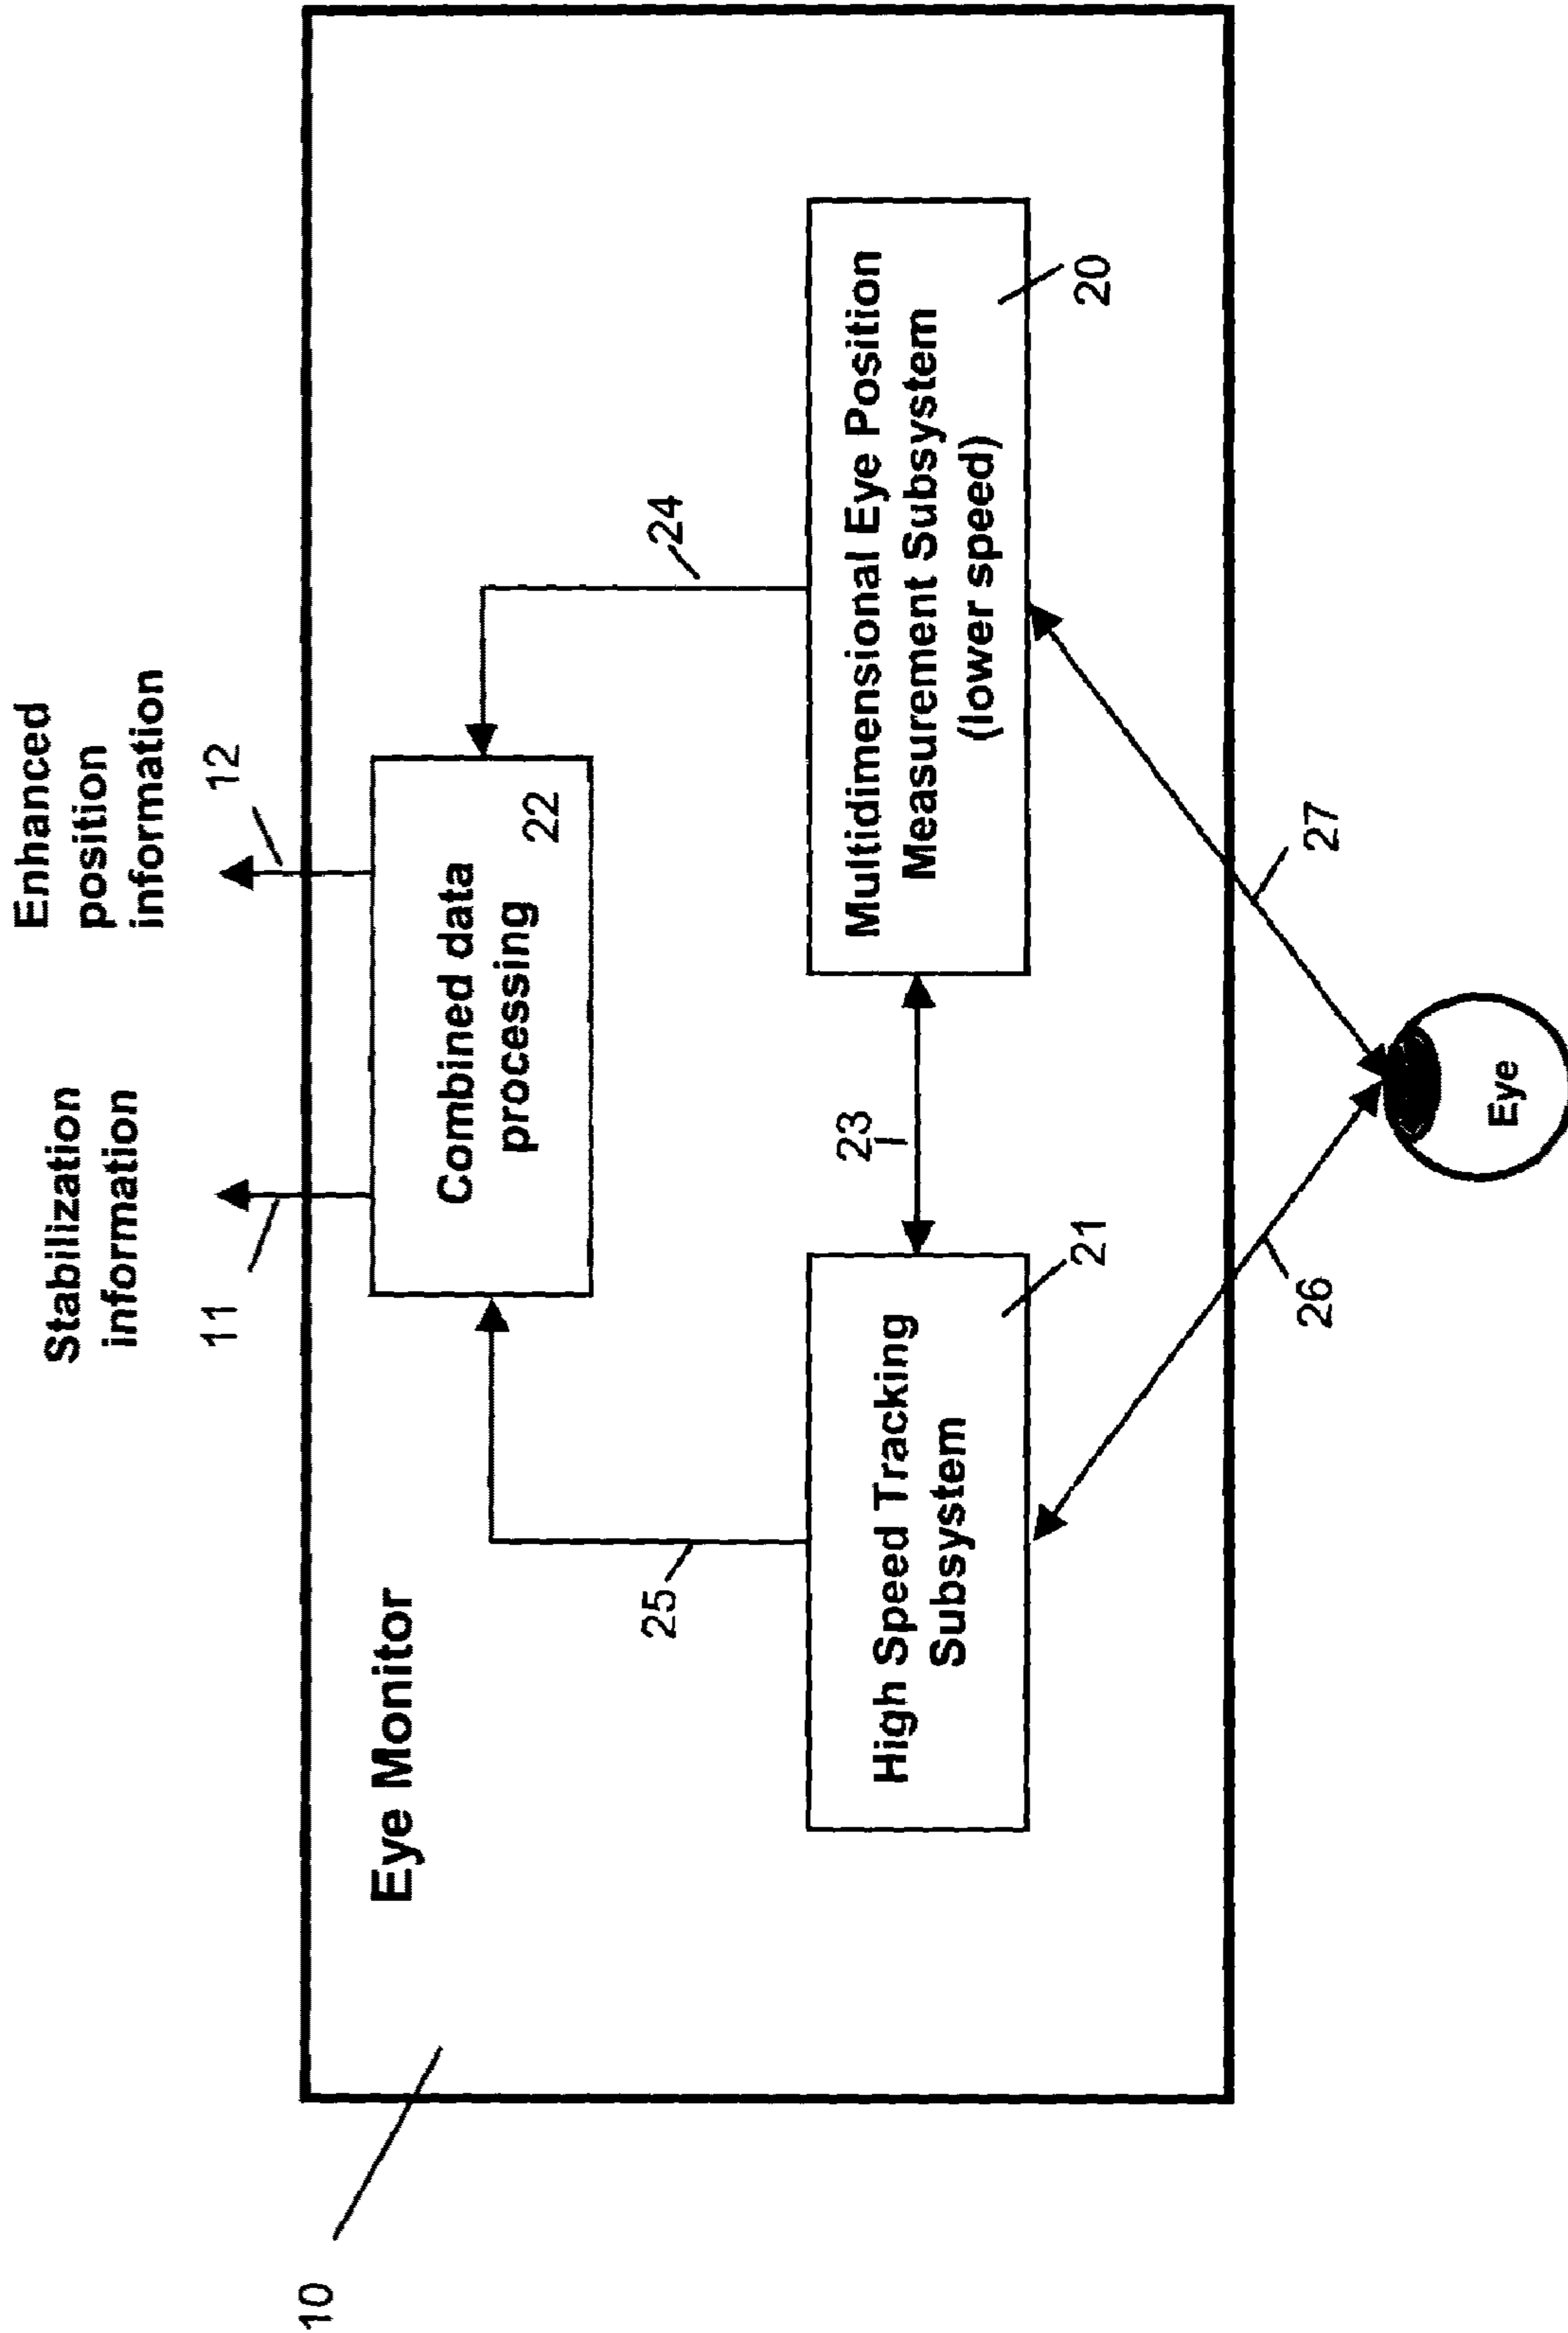 Stabilization
information
Enhanced
position
information
11
12
Eye Monitor
Combined data
processing
22
25
24
23
High Speed Tracking
Subsystem
21
Multidimensional Eye Position
Measurement Subsystem
(lower speed)
20
26
27
Eye
10